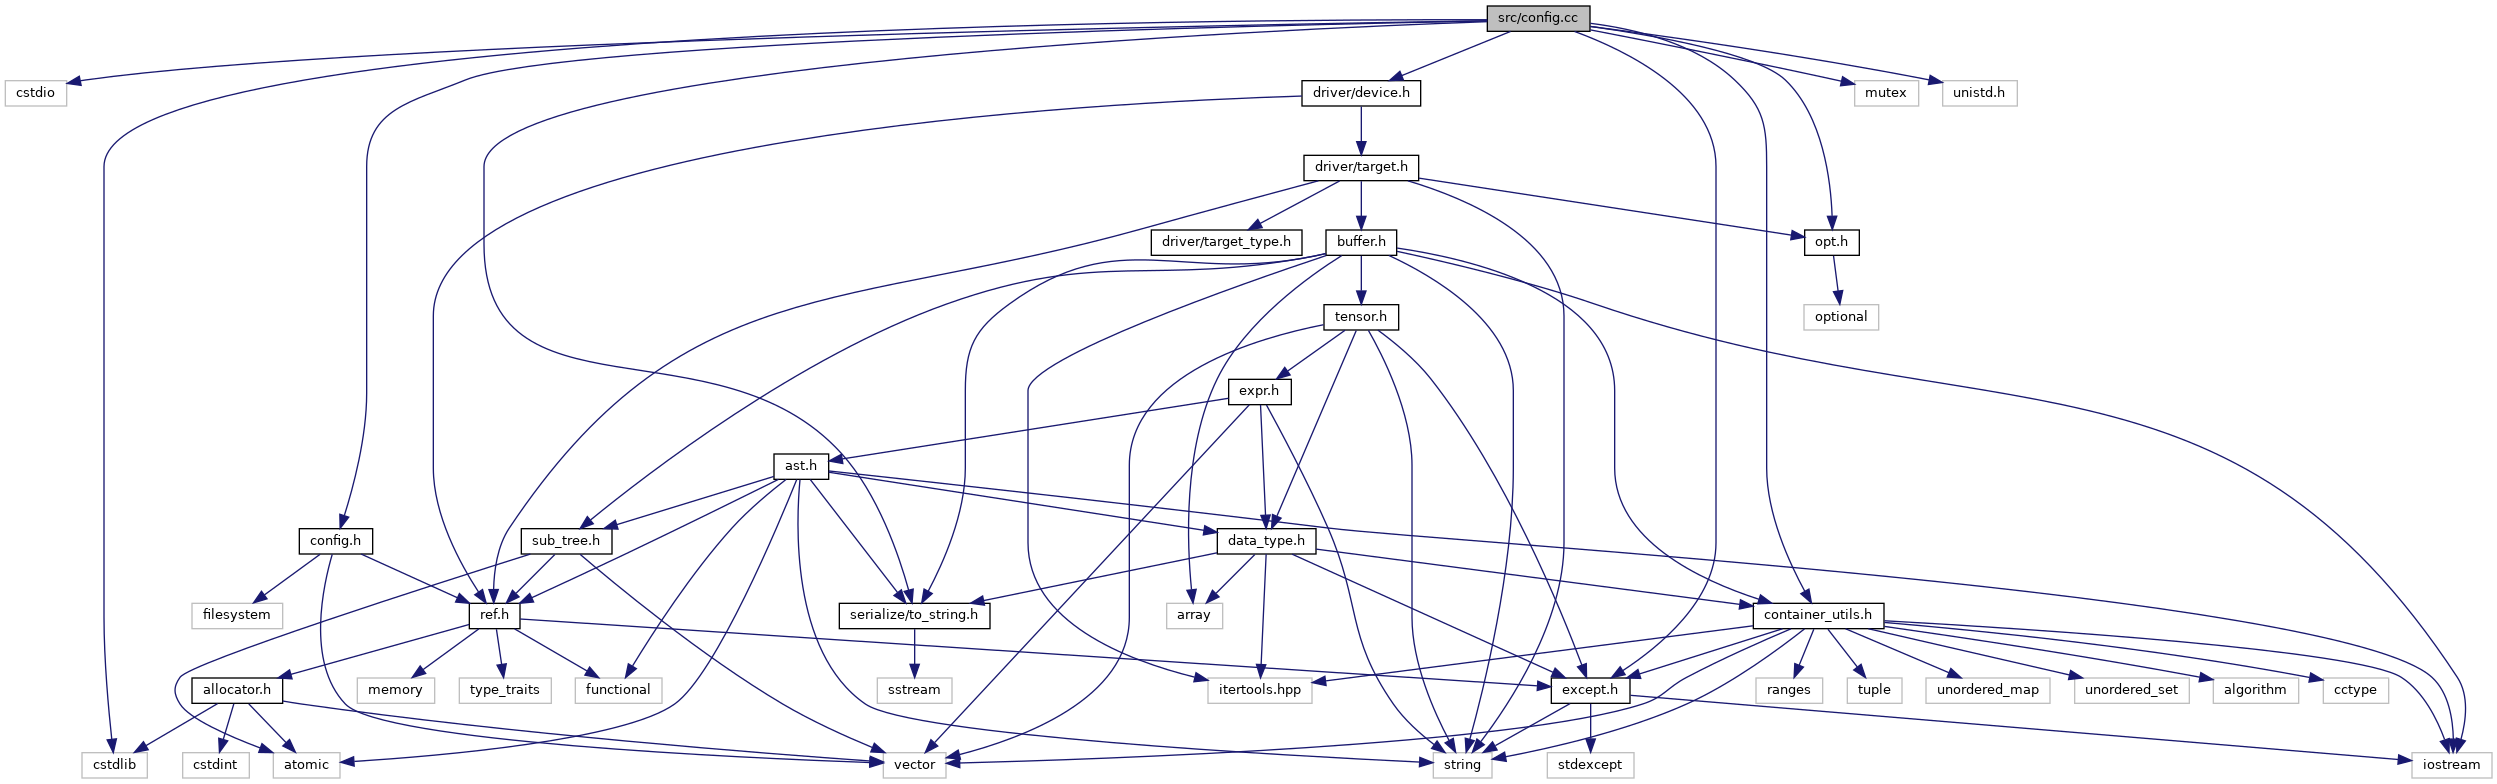 src/config.cc
cstdio
driver/device.h
mutex
unistd.h
driver/target.h
driver/target_type.h
buffer.h
opt.h
tensor.h
optional
expr.h
ast.h
config.h
sub_tree.h
data_type.h
filesystem
ref.h
serialize/to_string.h
array
container_utils.h
allocator.h
memory
type_traits
functional
sstream
itertools.hpp
except.h
ranges
tuple
unordered_map
unordered_set
algorithm
cctype
cstdlib
cstdint
atomic
vector
string
stdexcept
iostream